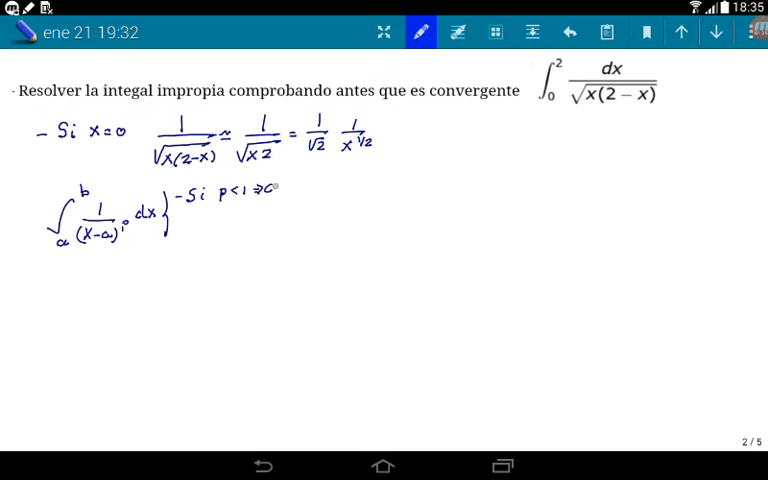 18:35
ene 21 19:32
· Resolver la integal impropia comprobando antes que es convergente ∫₀² dx / √x(2 − x)
- Si x=0 1/√x(2-x) ≃ 1/√x2 = 1/√2 1/x^1/2
∫ₐᵇ 1/(x-a)ᵖ dx } - Si p<1 ⇒ c
2 / 5